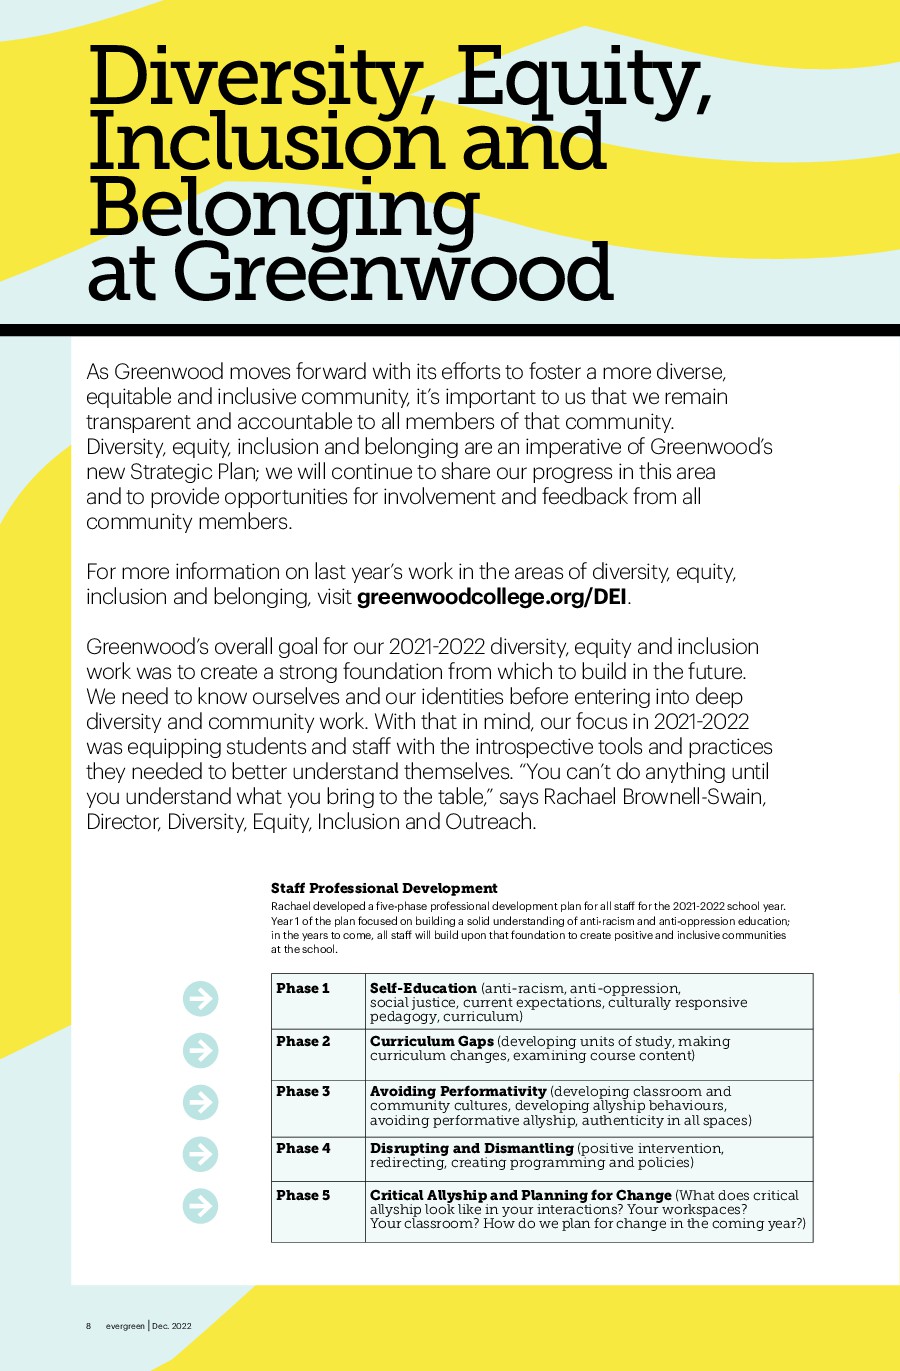 Diversity, Equity,
Inclusion and
Belonging
at Greenwood
As Greenwood moves forward with its efforts to foster a more diverse,
equitable and inclusive community, it’s important to us that we remain
transparent and accountable to all members of that community.
Diversity, equity, inclusion and belonging are an imperative of Greenwood’s
new Strategic Plan; we will continue to share our progress in this area
and to provide opportunities for involvement and feedback from all
community members.
For more information on last year’s work in the areas of diversity, equity,
inclusion and belonging, visit greenwoodcollege.org/DEI.
Greenwood’s overall goal for our 2021-2022 diversity, equity and inclusion
work was to create a strong foundation from which to build in the future.
We need to know ourselves and our identities before entering into deep
diversity and community work. With that in mind, our focus in 2021-2022
was equipping students and staff with the introspective tools and practices
they needed to better understand themselves. “You can’t do anything until
you understand what you bring to the table,” says Rachael Brownell-Swain,
Director, Diversity, Equity, Inclusion and Outreach.
Staff Professional Development
Rachael developed a five-phase professional development plan for all staff for the 2021-2022 school year.
Year 1 of the plan focused on building a solid understanding of anti-racism and anti-oppression education;
in the years to come, all staff will build upon that foundation to create positive and inclusive communities
at the school.
Phase 1
Self-Education (anti-racism, anti-oppression,
social justice, current expectations, culturally responsive
pedagogy, curriculum)
Phase 2
Curriculum Gaps (developing units of study, making
curriculum changes, examining course content)
Phase 3
Avoiding Performativity (developing classroom and
community cultures, developing allyship behaviours,
avoiding performative allyship, authenticity in all spaces)
Phase 4
Disrupting and Dismantling (positive intervention,
redirecting, creating programming and policies)
Phase 5
Critical Allyship and Planning for Change (What does critical
allyship look like in your interactions? Your workspaces?
Your classroom? How do we plan for change in the coming year?)
8 evergreen | Dec. 2022